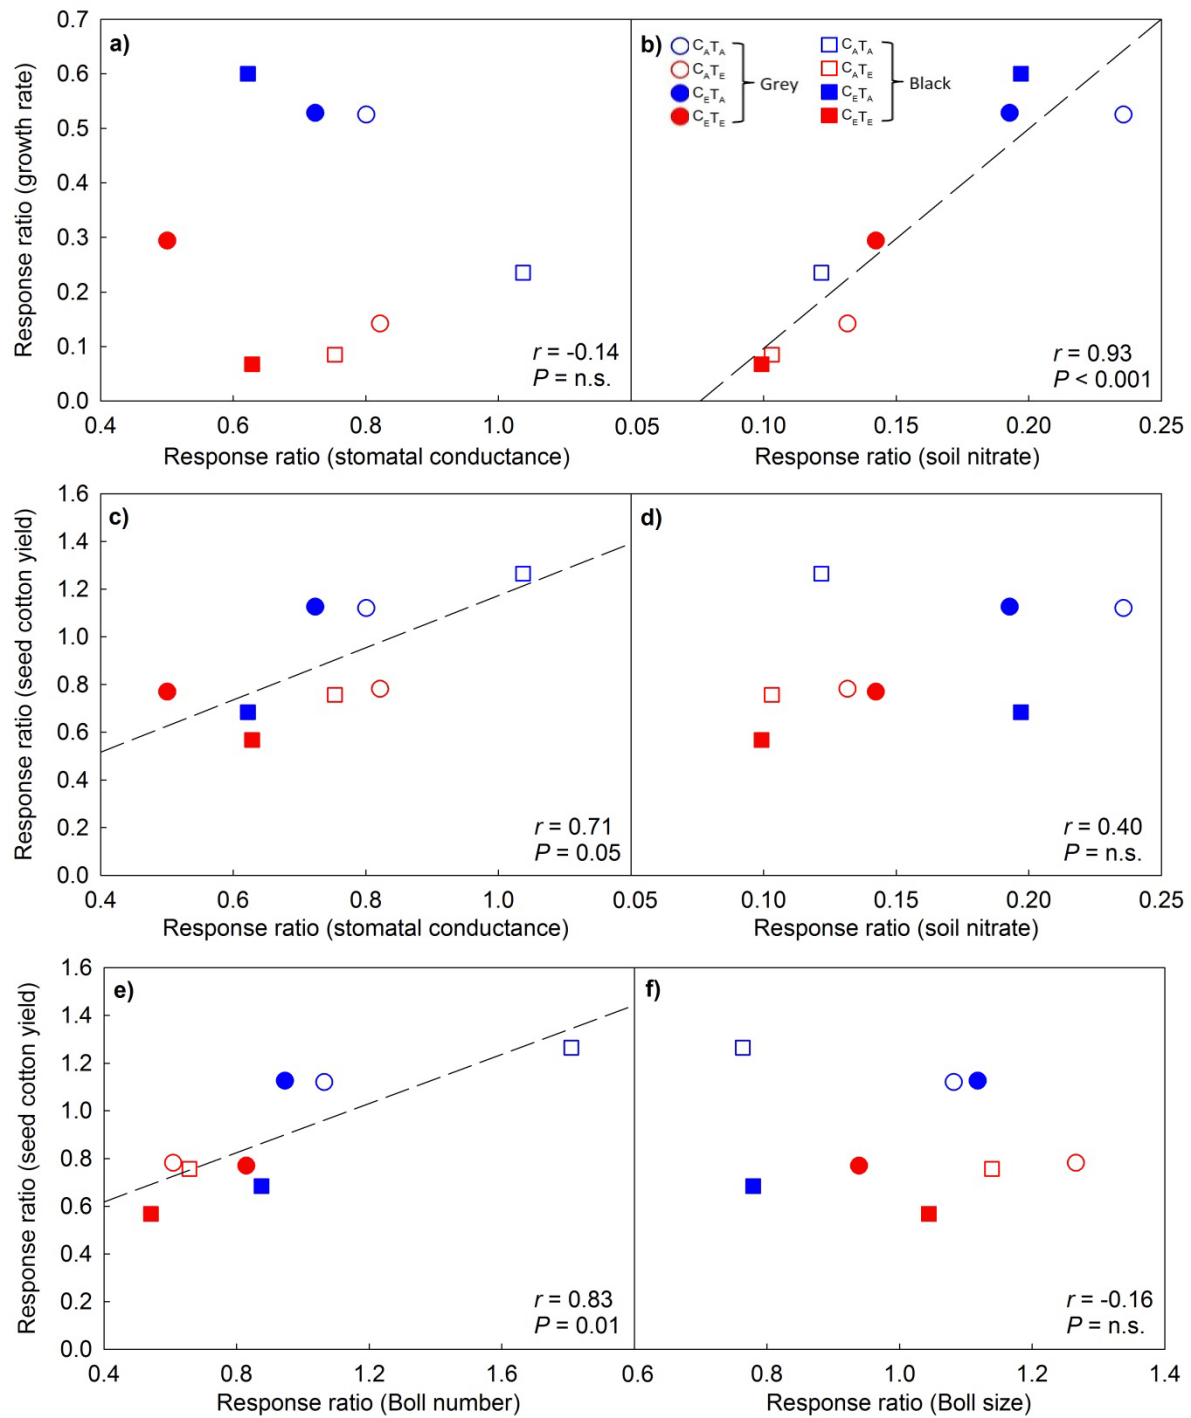 a)
0.7
0.6
0.5
0.4
0.3
0.2
0.1
0.0
Response ratio (growth rate)
r = -0.14
P = n.s.
0.4 0.6 0.8 1.0
Response ratio (stomatal conductance)
b)
CATA CATA
CATE CATE
CETA CETA
CETE CETE
Grey Black
r = 0.93
P < 0.001
0.05 0.10 0.15 0.20 0.25
Response ratio (soil nitrate)
c)
1.6
1.4
1.2
1.0
0.8
0.6
0.4
0.2
0.0
Response ratio (seed cotton yield)
r = 0.71
P = 0.05
0.4 0.6 0.8 1.0
Response ratio (stomatal conductance)
d)
r = 0.40
P = n.s.
0.05 0.10 0.15 0.20 0.25
Response ratio (soil nitrate)
e)
1.6
1.4
1.2
1.0
0.8
0.6
0.4
0.2
0.0
Response ratio (seed cotton yield)
r = 0.83
P = 0.01
0.4 0.8 1.2 1.6
Response ratio (Boll number)
f)
r = -0.16
P = n.s.
0.6 0.8 1.0 1.2 1.4
Response ratio (Boll size)